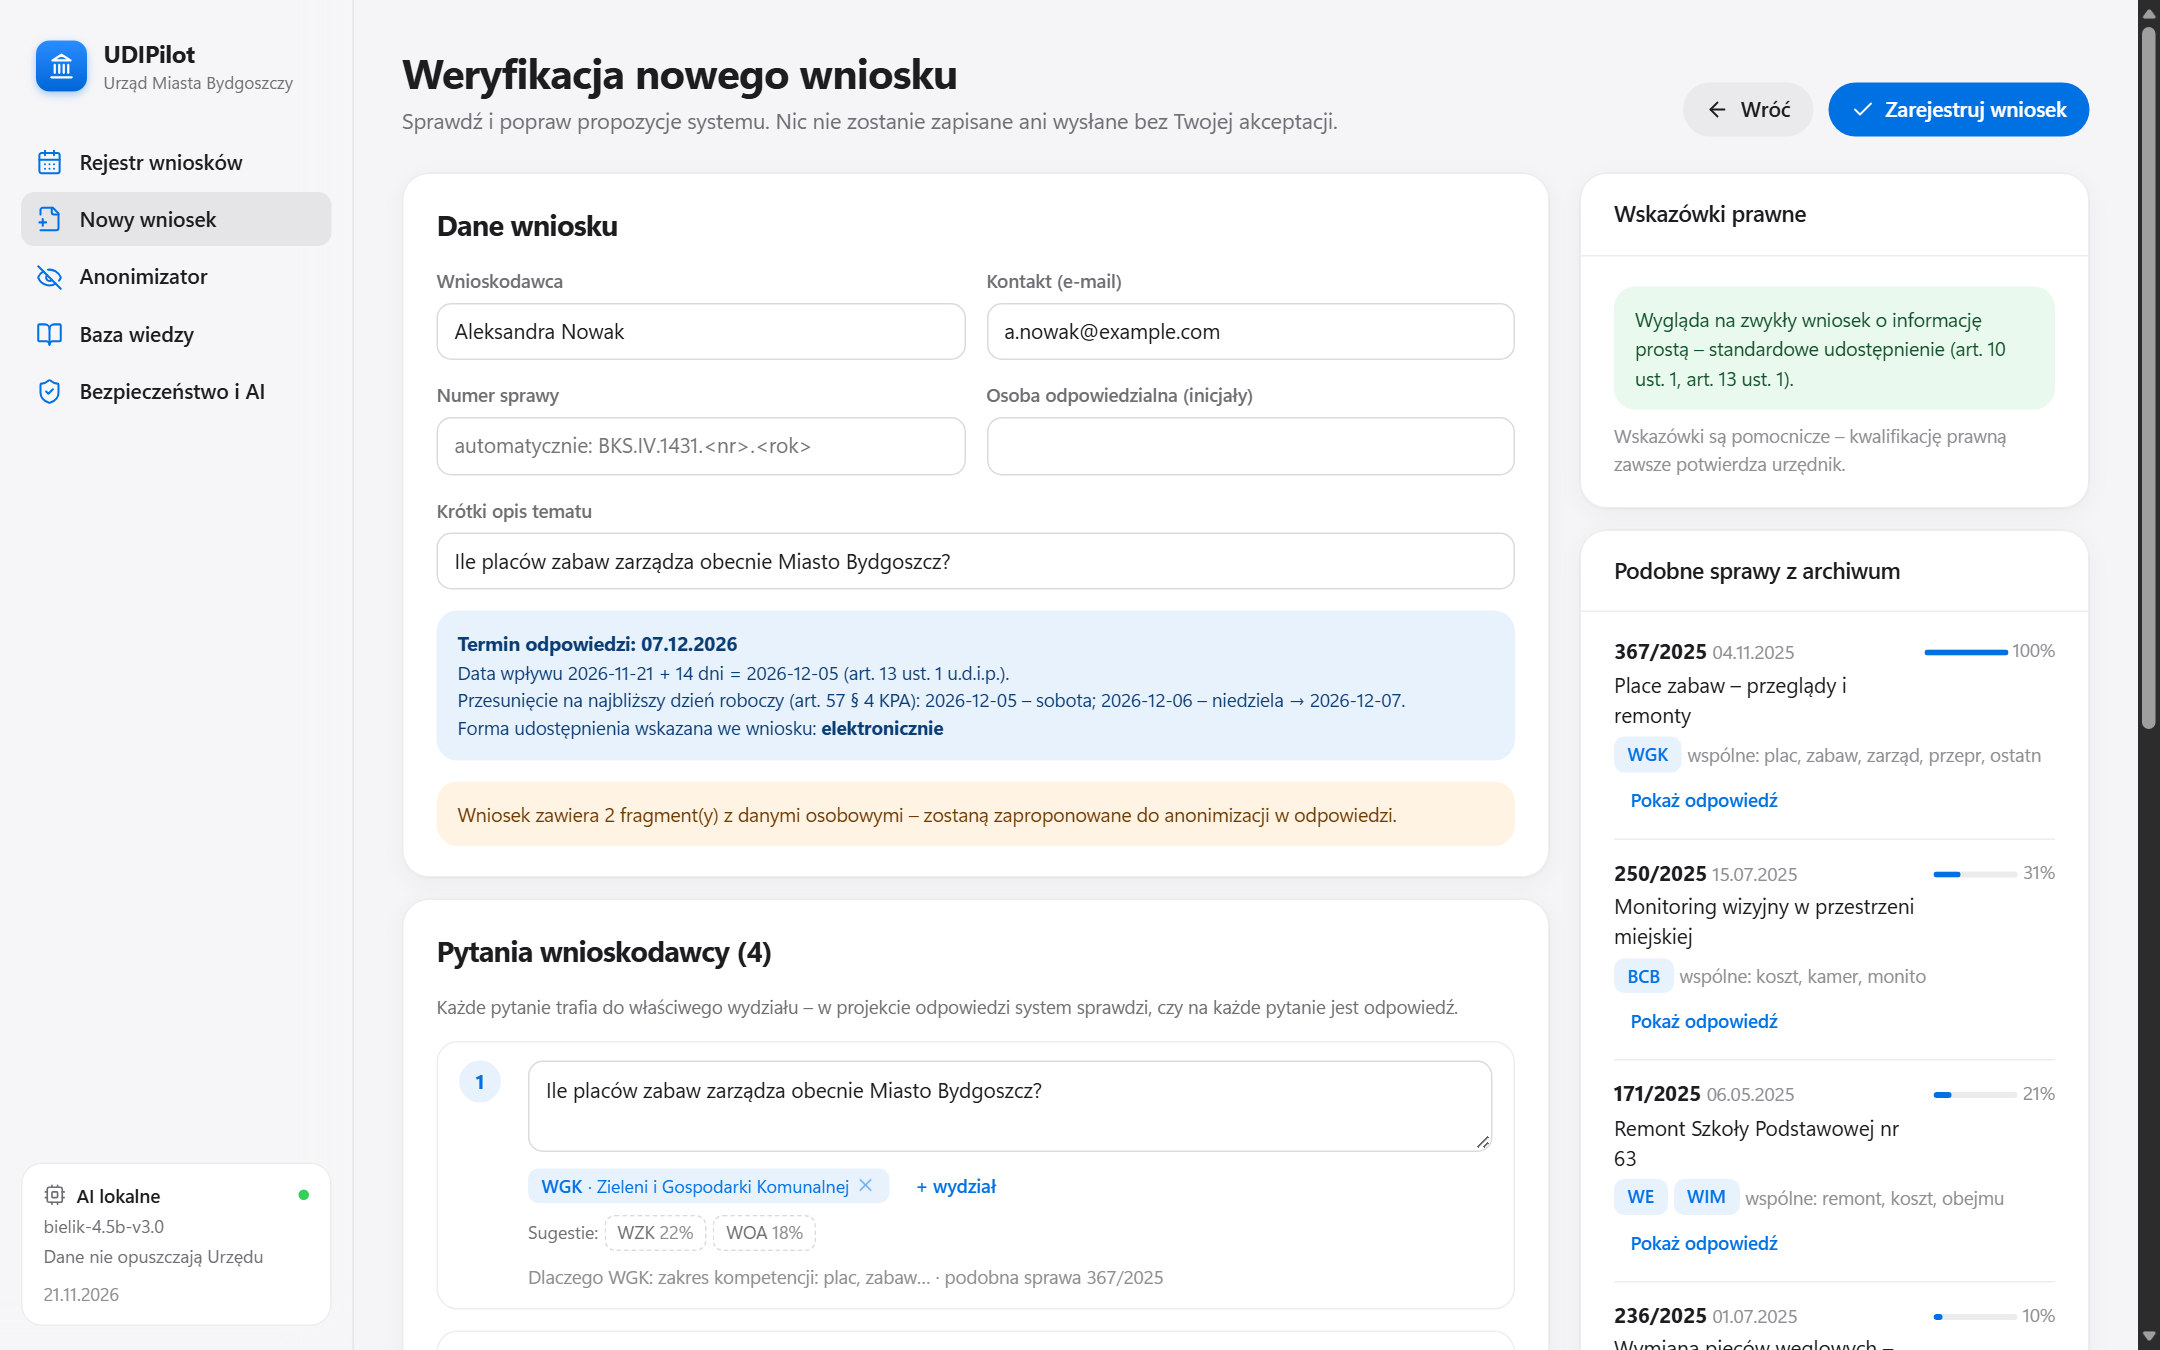 UDIPilot
Urząd Miasta Bydgoszczy
Rejestr wniosków
Nowy wniosek
Anonimizator
Baza wiedzy
Bezpieczeństwo i AI
AI lokalne
bielik-4.5b-v3.0
Dane nie opuszczają Urzędu
21.11.2026
Weryfikacja nowego wniosku
Sprawdź i popraw propozycje systemu. Nic nie zostanie zapisane ani wysłane bez Twojej akceptacji.
Wróć
Zarejestruj wniosek
Dane wniosku
Wnioskodawca
Kontakt (e-mail)
Aleksandra Nowak
a.nowak@example.com
Numer sprawy
Osoba odpowiedzialna (inicjały)
automatycznie: BKS.IV.1431.<nr>.<rok>
Krótki opis tematu
Ile placów zabaw zarządza obecnie Miasto Bydgoszcz?
Termin odpowiedzi: 07.12.2026
Data wpływu 2026-11-21 + 14 dni = 2026-12-05 (art. 13 ust. 1 u.d.i.p.).
Przesunięcie na najbliższy dzień roboczy (art. 57 § 4 KPA): 2026-12-05 – sobota; 2026-12-06 – niedziela → 2026-12-07.
Forma udostępnienia wskazana we wniosku: elektronicznie
Wniosek zawiera 2 fragment(y) z danymi osobowymi – zostaną zaproponowane do anonimizacji w odpowiedzi.
Pytania wnioskodawcy (4)
Każde pytanie trafia do właściwego wydziału – w projekcie odpowiedzi system sprawdzi, czy na każde pytanie jest odpowiedź.
1
Ile placów zabaw zarządza obecnie Miasto Bydgoszcz?
WGK · Zieleni i Gospodarki Komunalnej
+ wydział
Sugestie: WZK 22% WOA 18%
Dlaczego WGK: zakres kompetencji: plac, zabaw... · podobna sprawa 367/2025
Wskazówki prawne
Wygląda na zwykły wniosek o informację
prostą – standardowe udostępnienie (art. 10
ust. 1, art. 13 ust. 1).
Wskazówki są pomocnicze – kwalifikację prawną
zawsze potwierdza urzędnik.
Podobne sprawy z archiwum
367/2025 04.11.2025 100%
Place zabaw – przeglądy i
remonty
WGK wspólne: plac, zabaw, zarząd, przepr, ostatn
Pokaż odpowiedź
250/2025 15.07.2025 31%
Monitoring wizyjny w przestrzeni
miejskiej
BCB wspólne: koszt, kamer, monito
Pokaż odpowiedź
171/2025 06.05.2025 21%
Remont Szkoły Podstawowej nr
63
WE WIM wspólne: remont, koszt, obejmu
Pokaż odpowiedź
236/2025 01.07.2025 10%
Wymiana pieców węglowych –